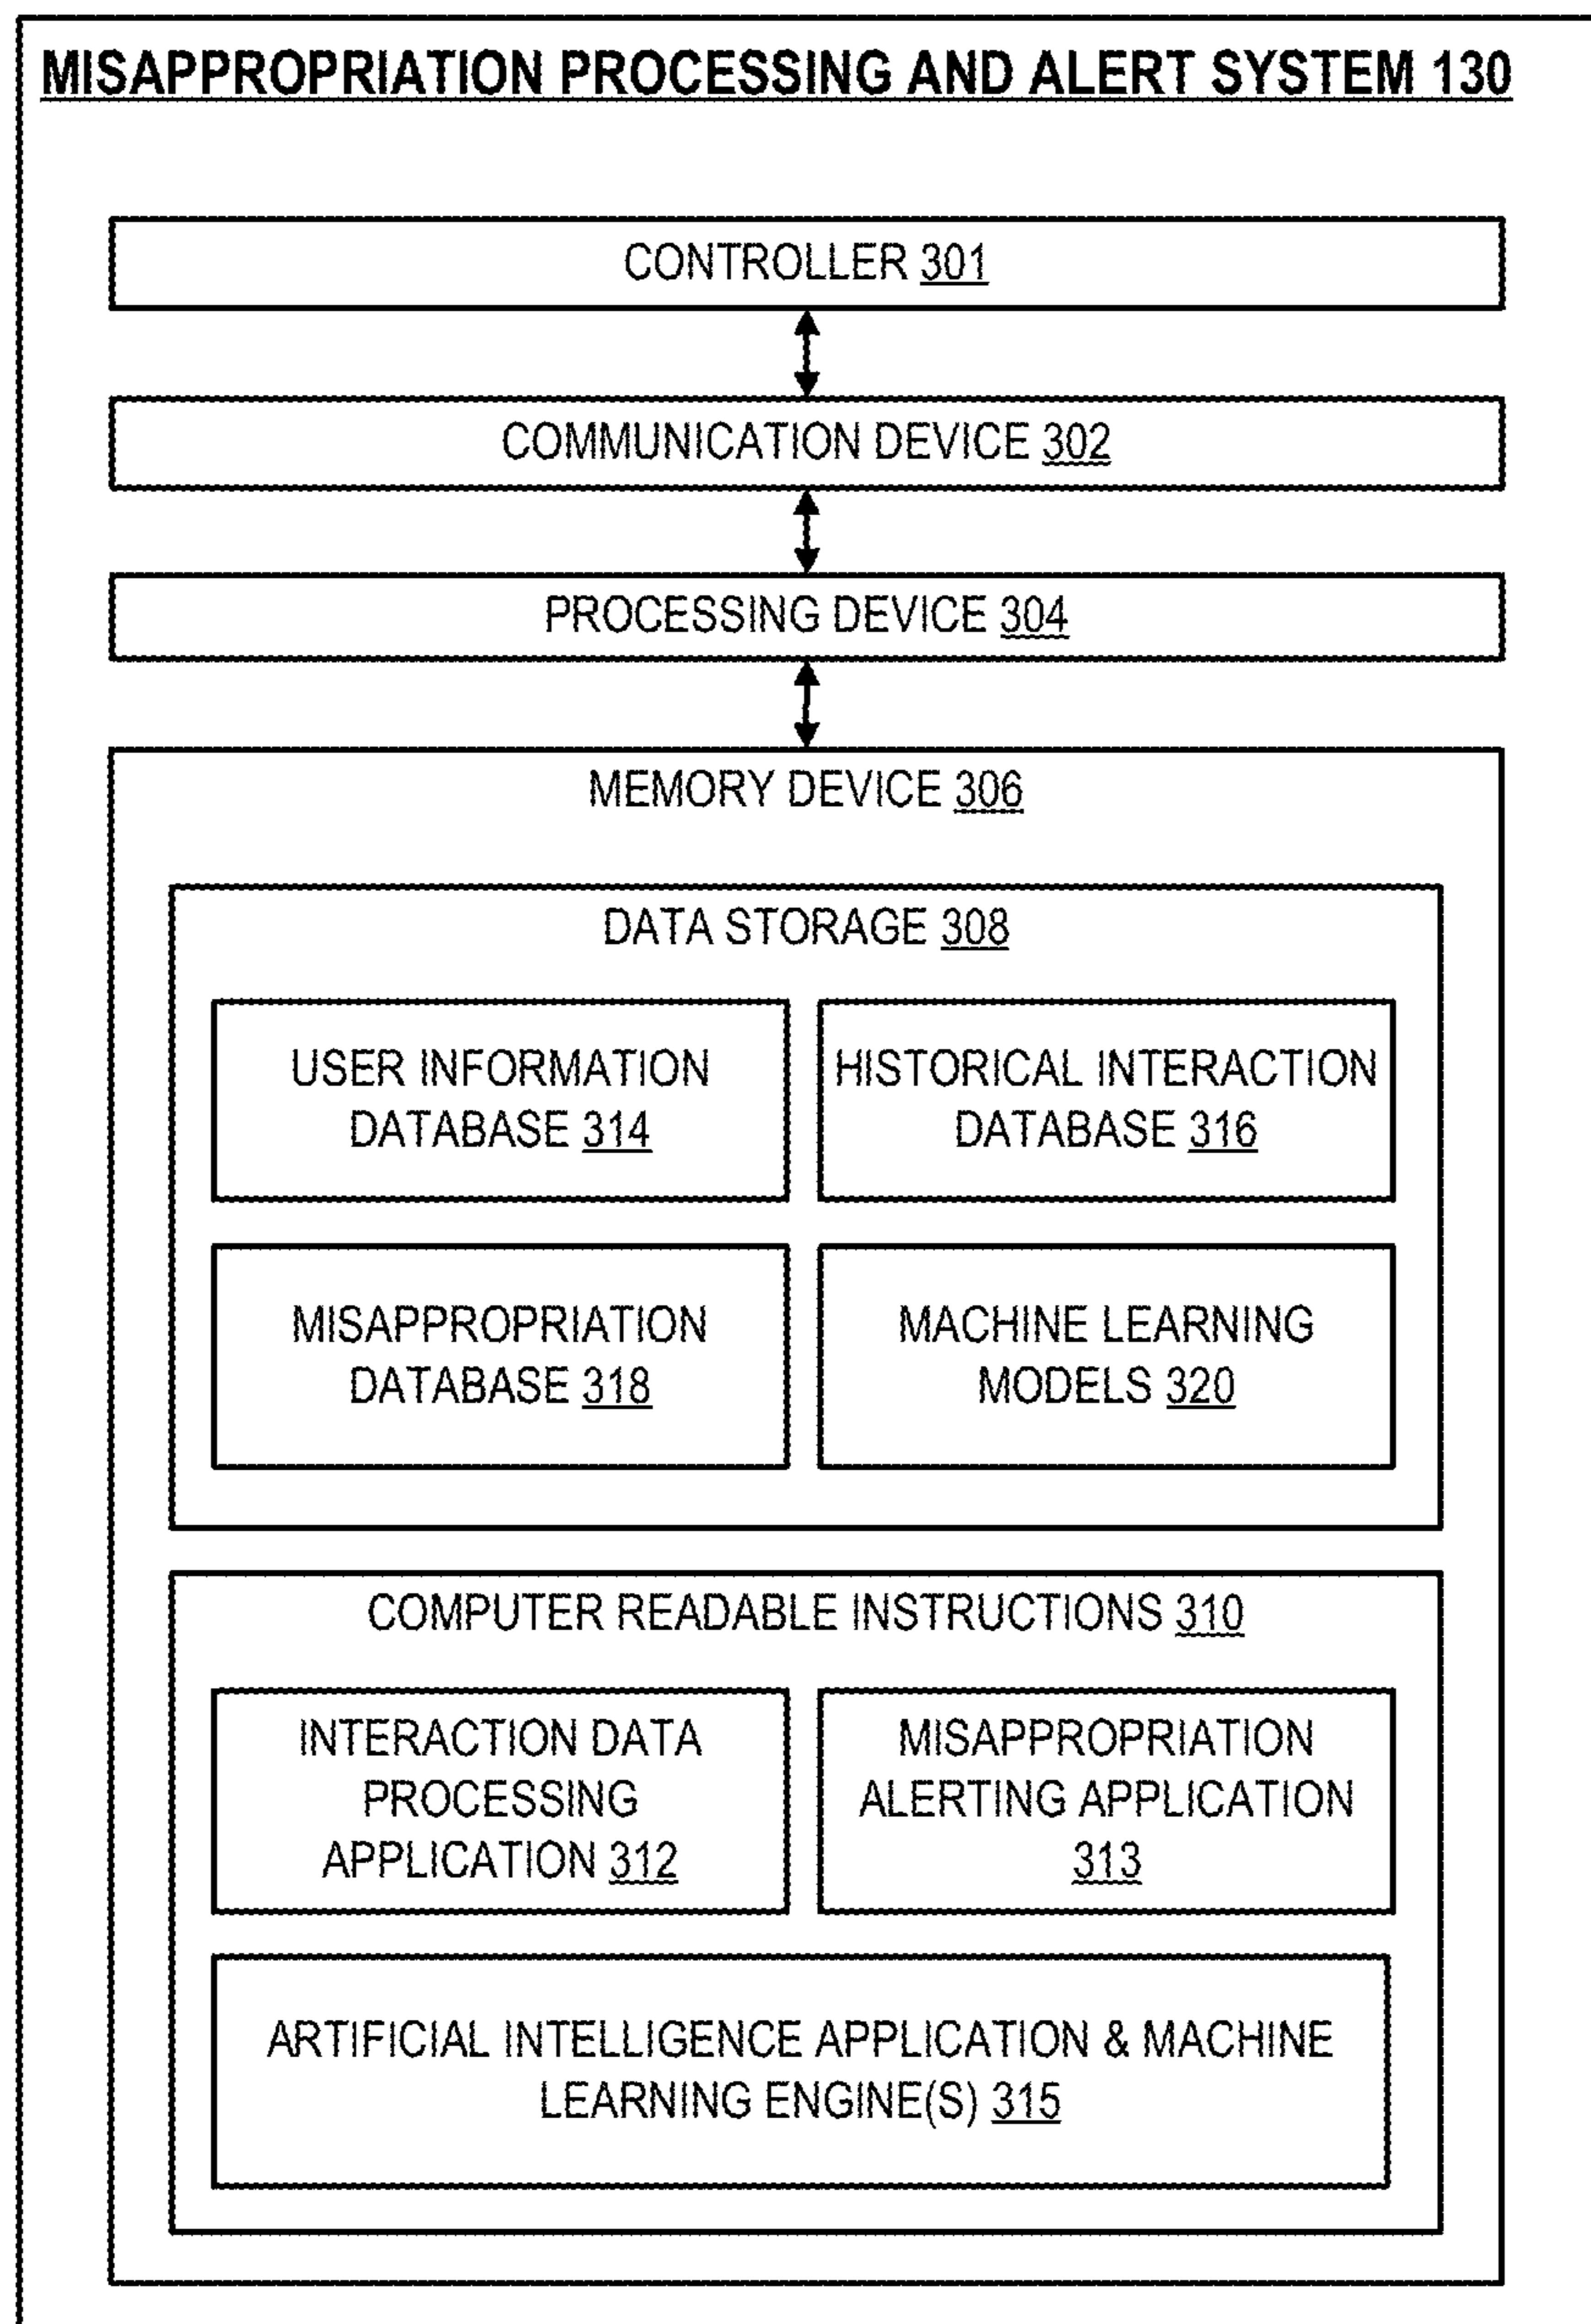 MISAPPROPRIATION PROCESSING AND ALERT SYSTEM 130
CONTROLLER 301
COMMUNICATION DEVICE 302
PROCESSING DEVICE 304
MEMORY DEVICE 306
DATA STORAGE 308
USER INFORMATION
DATABASE 314
HISTORICAL INTERACTION
DATABASE 316
MISAPPROPRIATION
DATABASE 318
MACHINE LEARNING
MODELS 320
COMPUTER READABLE INSTRUCTIONS 310
INTERACTION DATA
PROCESSING
APPLICATION 312
MISAPPROPRIATION
ALERTING APPLICATION
313
ARTIFICIAL INTELLIGENCE APPLICATION & MACHINE
LEARNING ENGINE(S) 315